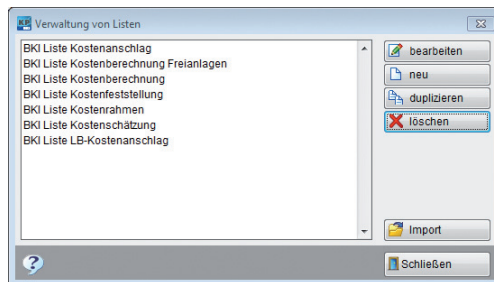 Verwaltung von Listen
BKI Liste Kostenanschlag
BKI Liste Kostenberechnung Freianlagen
BKI Liste Kostenberechnung
BKI Liste Kostenfeststellung
BKI Liste Kostenrahmen
BKI Liste Kostenschätzung
BKI Liste LB-Kostenanschlag
bearbeiten
neu
duplizieren
löschen
Import
Schließen